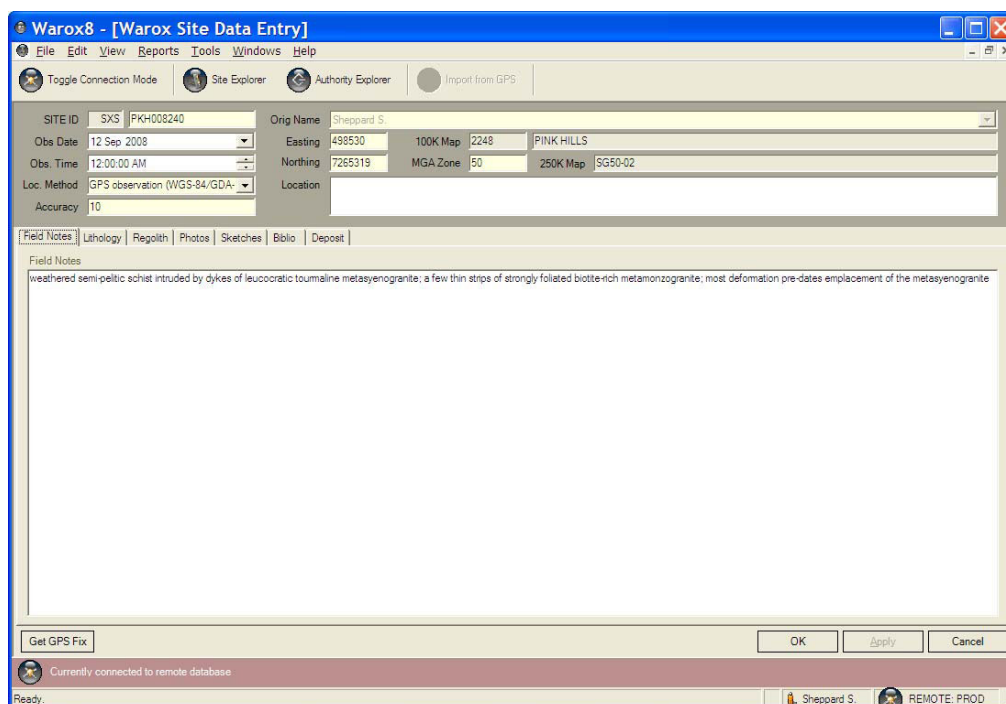 Warox8 - [Warox Site Data Entry]
File Edit View Reports Tools Windows Help
Toggle Connection Mode Site Explorer Authority Explorer Import from GPS
SITE ID SXS PKH008240 Orig Name Sheppard S.
Obs Date 12 Sep 2008 Easting 498530 100K Map 2248 PINK HILLS
Obs. Time 12:00:00 AM Northing 7265319 MGA Zone 50 250K Map SG50-02
Loc. Method GPS observation (WGS-84/GDA- Location
Accuracy 10
Field Notes Lithology Regolith Photos Sketches Biblio Deposit
Field Notes
weathered semi-pelitic schist intruded by dykes of leucocratic tourmaline metasyenogranite; a few thin strips of strongly foliated biotite-rich metamonzogranite; most deformation pre-dates emplacement of the metasyenogranite
Get GPS Fix OK Apply Cancel
Currently connected to remote database
Ready. Sheppard S. REMOTE: PROD